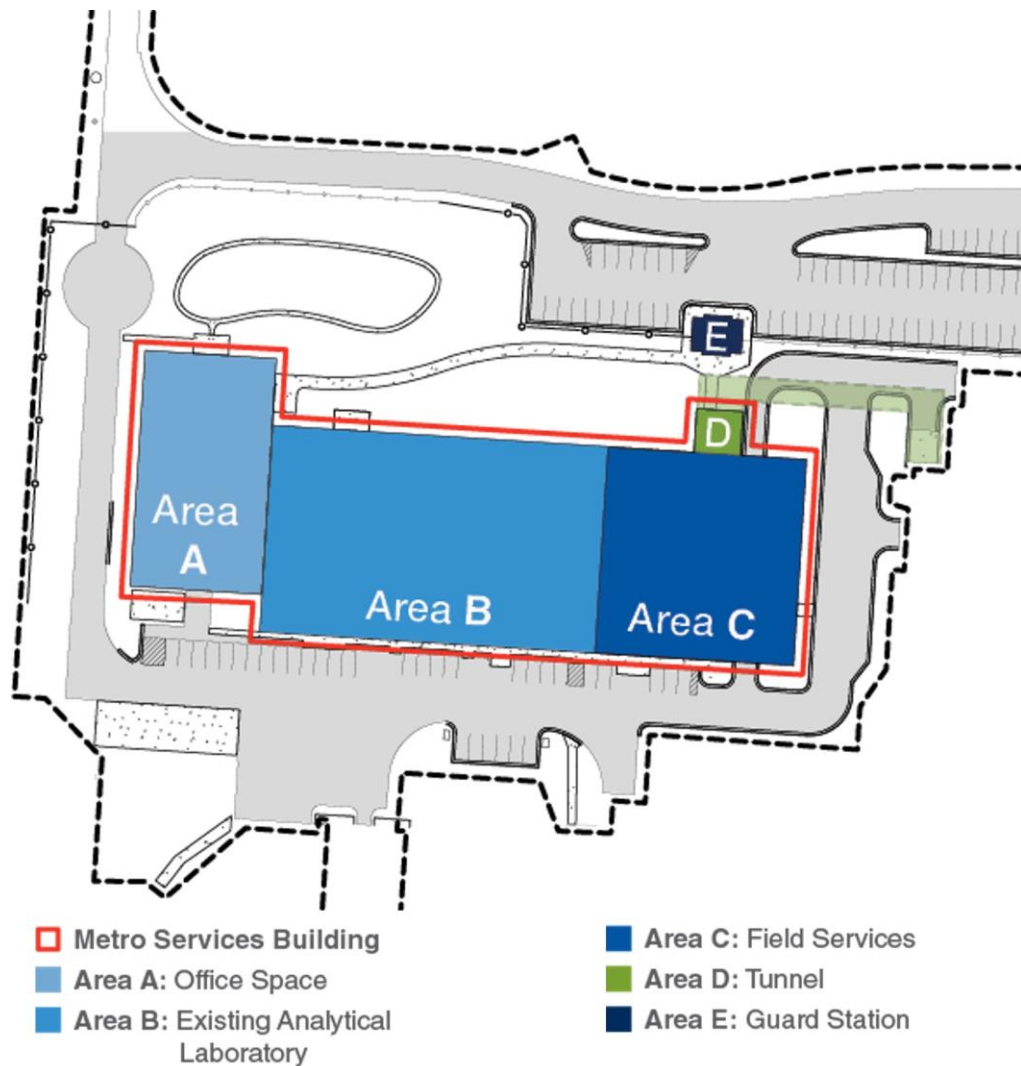 E
D
Area
A
Area B
Area C
Metro Services Building
Area A: Office Space
Area B: Existing Analytical
Laboratory
Area C: Field Services
Area D: Tunnel
Area E: Guard Station